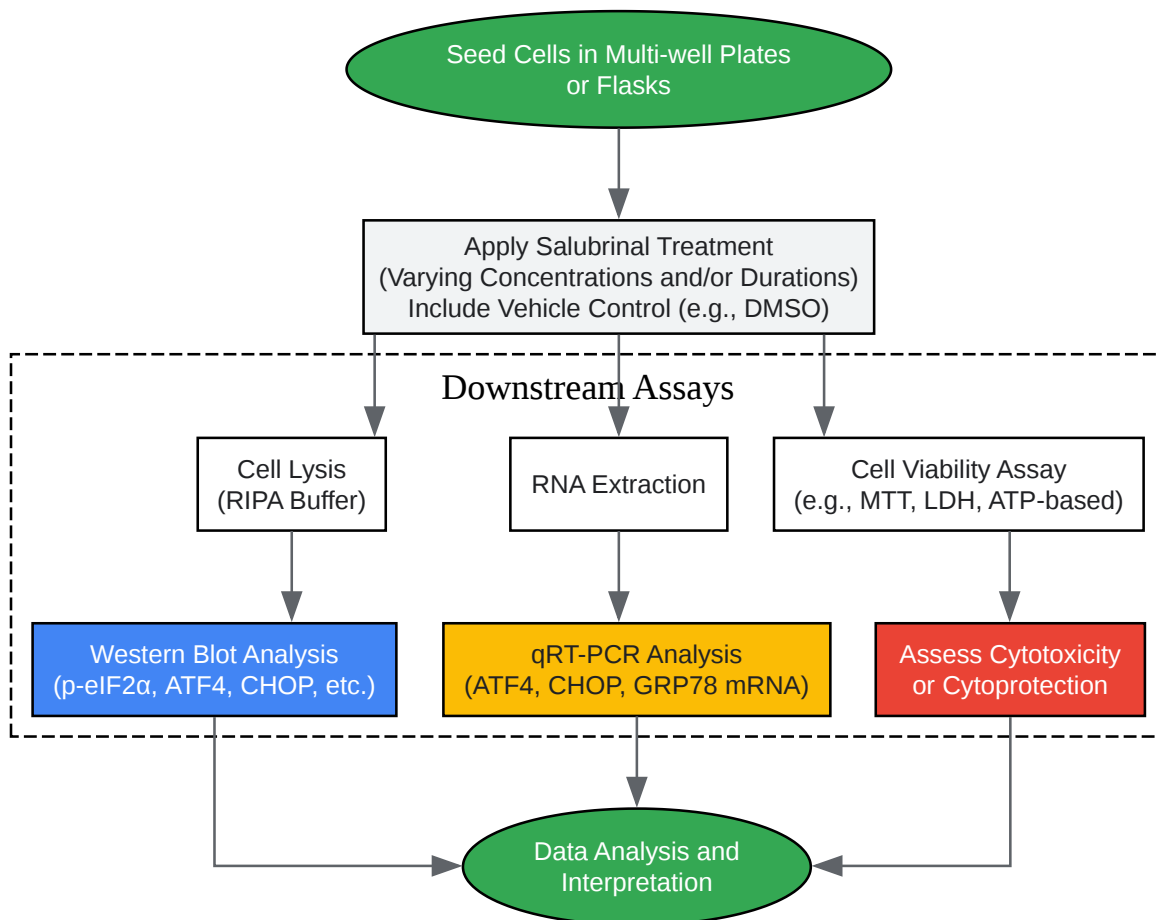 Seed Cells in Multi-well Plates
or Flasks
Apply Salubrinal Treatment
(Varying Concentrations and/or Durations)
Include Vehicle Control (e.g., DMSO)
Downstream Assays
Cell Lysis
(RIPA Buffer)
RNA Extraction
Cell Viability Assay
(e.g., MTT, LDH, ATP-based)
Western Blot Analysis
(p-eIF2α, ATF4, CHOP, etc.)
qRT-PCR Analysis
(ATF4, CHOP, GRP78 mRNA)
Assess Cytotoxicity
or Cytoprotection
Data Analysis and
Interpretation